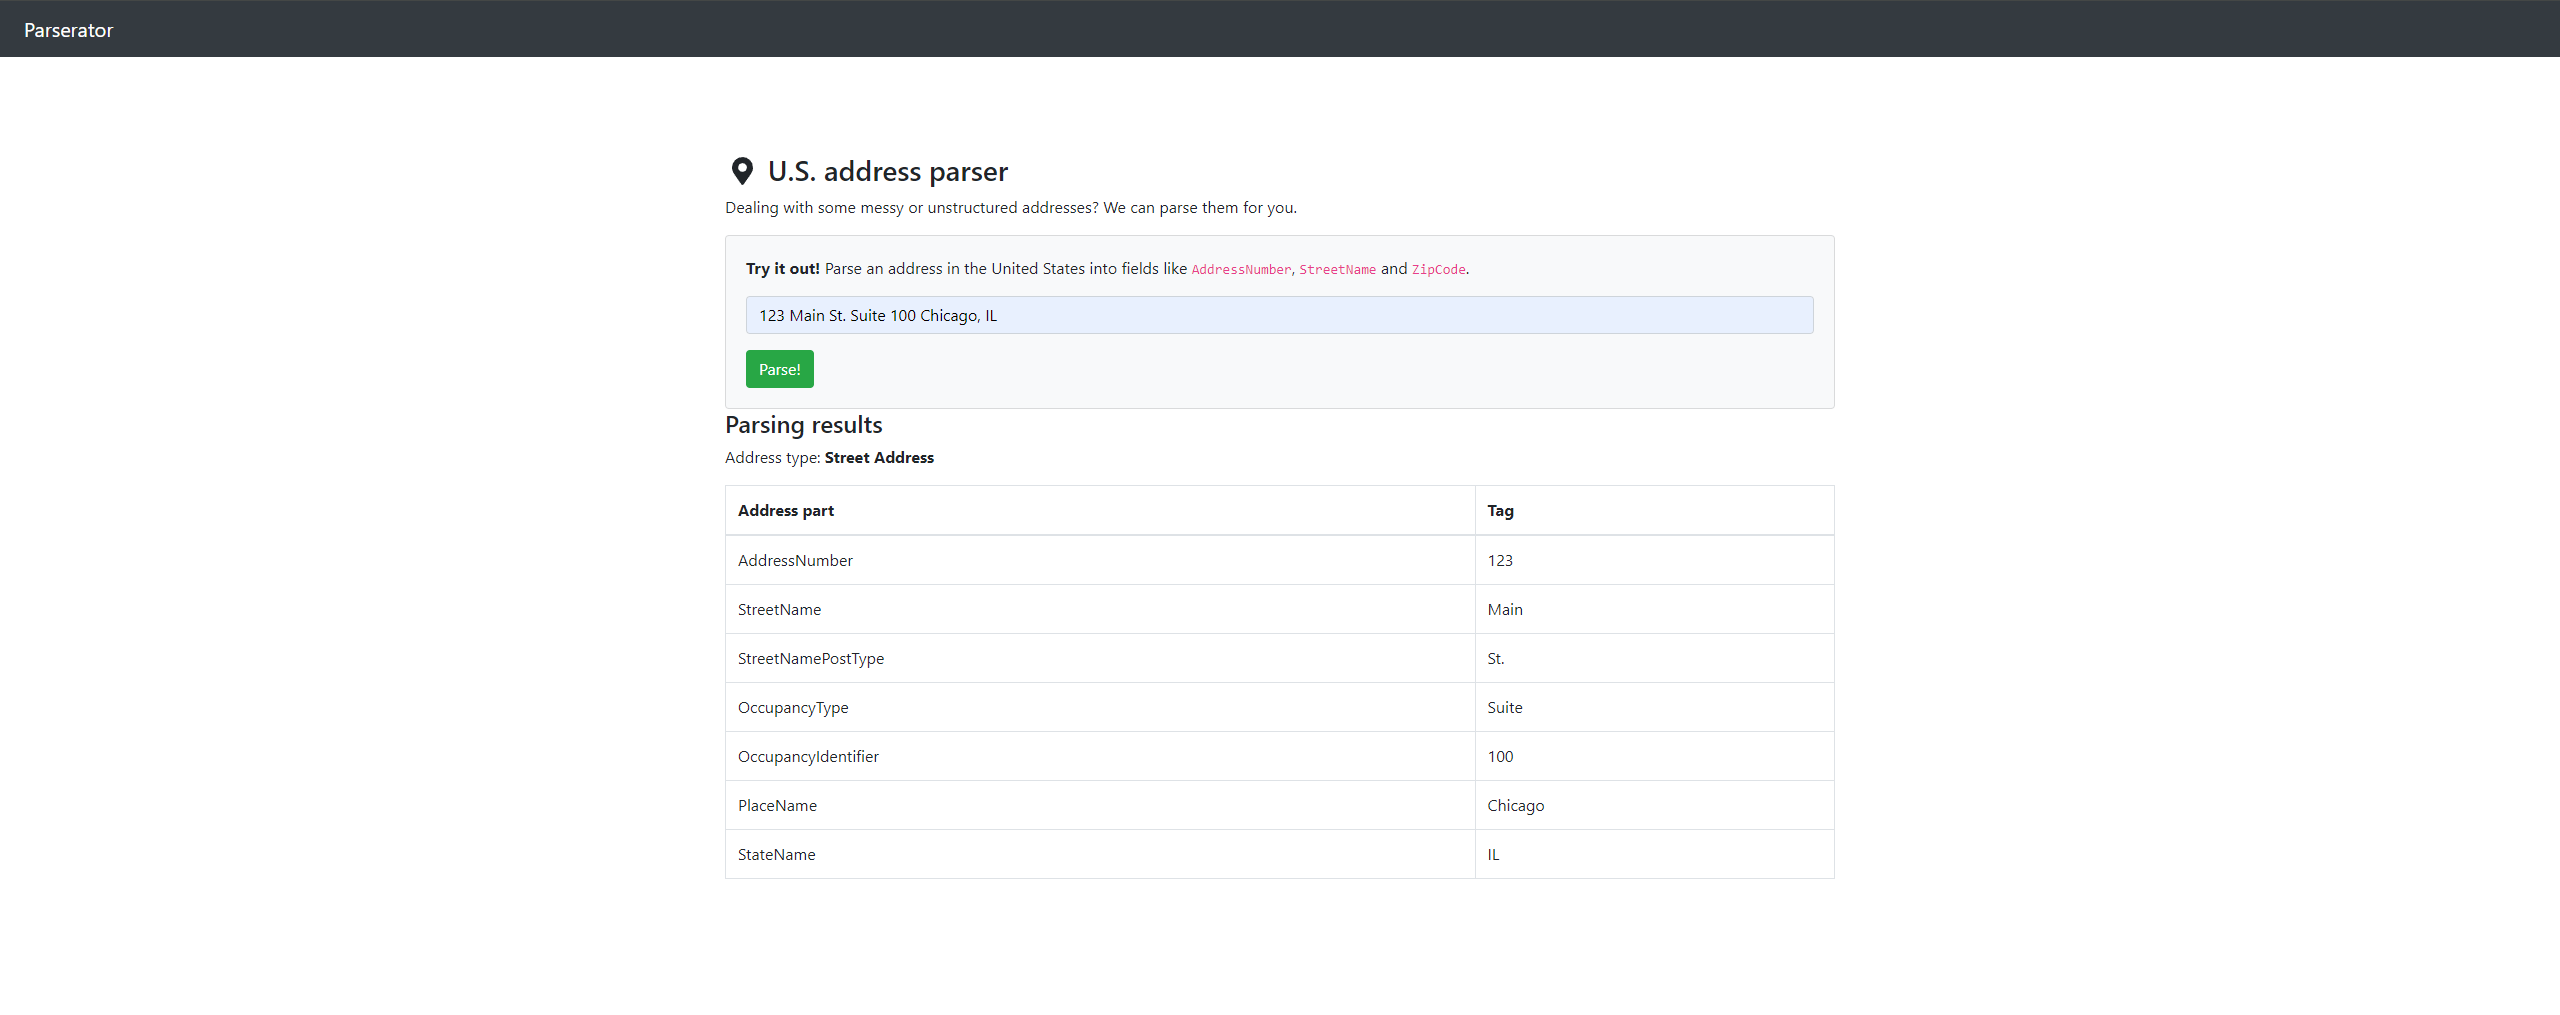 Parserator
U.S. address parser
Dealing with some messy or unstructured addresses? We can parse them for you.
Try it out! Parse an address in the United States into fields like AddressNumber, StreetName and ZipCode.
123 Main St. Suite 100 Chicago, IL
Parse!
Parsing results
Address type: Street Address
Address part Tag
AddressNumber 123
StreetName Main
StreetNamePostType St.
OccupancyType Suite
OccupancyIdentifier 100
PlaceName Chicago
StateName IL